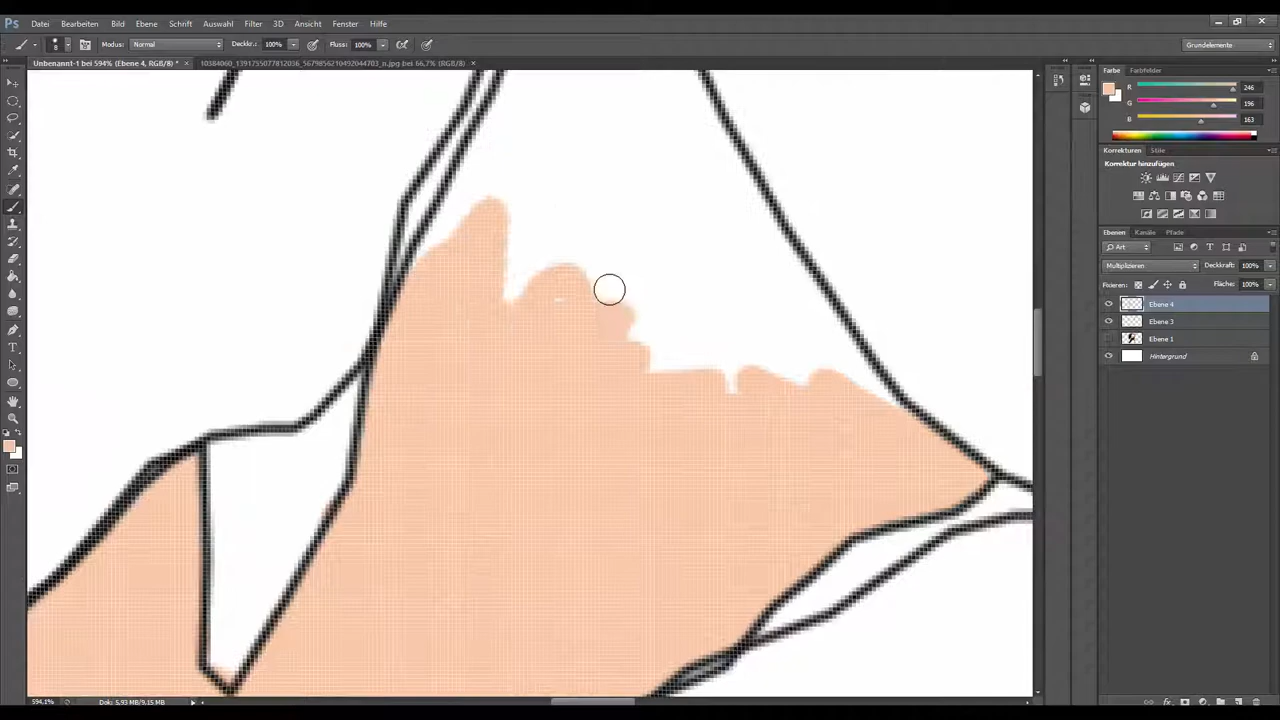 Ps Datei Bearbeiten Bild Ebene Schrift Auswahl Filter 3D Ansicht Fenster Hilfe
Modus: Normal Deckkr.: 100% Fluss: 100% Grundelemente
Unbenannt-1 bei 594% (Ebene 4, RGB/8) * × 10384060_1391755077812036_5679856210492044703_n.jpg bei 66,7% (RGB/8) ×
Farbe Farbfelder
R 246
G 196
B 163
Korrekturen Stile
Korrektur hinzufügen
Ebenen Kanäle Pfade
Art
Multiplizieren Deckkraft: 100%
Fixieren: Fläche: 100%
Ebene 4
Ebene 3
Ebene 1
Hintergrund
594,1% Dok: 5,93 MB/9,15 MB